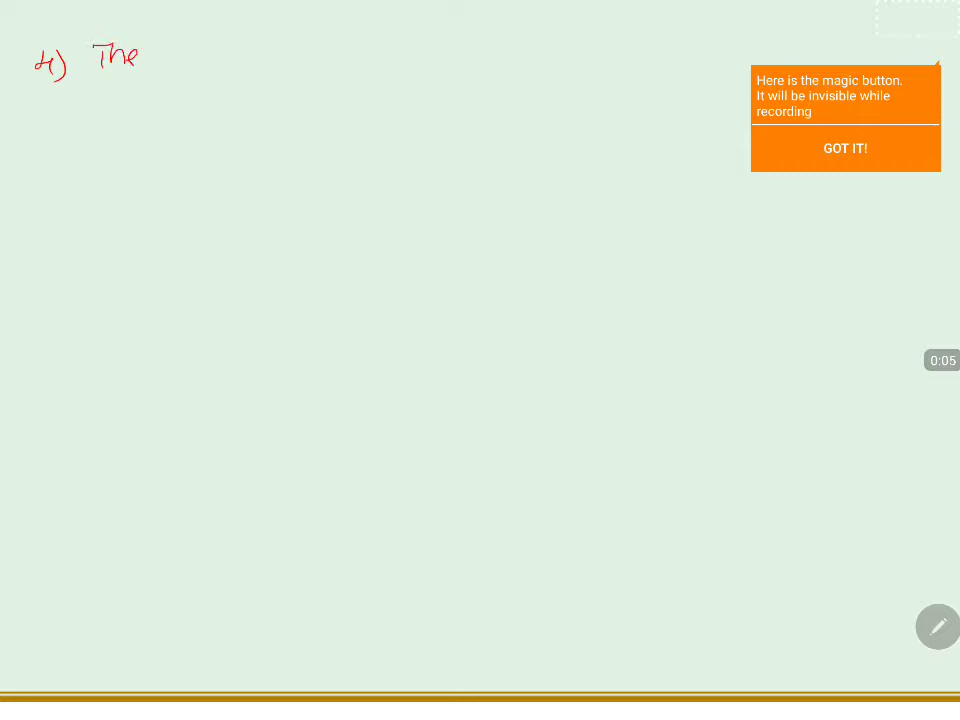 4) The
Here is the magic button.
It will be invisible while
recording
GOT IT!
0:05